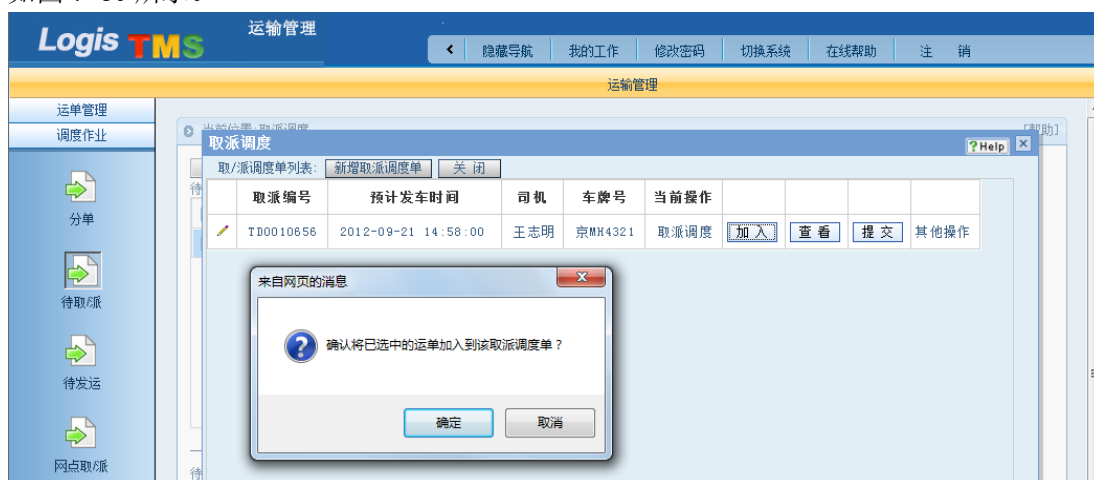 Logis TMS
运输管理
隐藏导航 我的工作 修改密码 切换系统 在线帮助 注 销
运输管理
运单管理
调度作业
分单
待取/派
待发运
网点取/派
取派调度
?Help
取/派调度单列表: 新增取派调度单 关 闭
取派编号 预计发车时间 司机 车牌号 当前操作
TD0010656 2012-09-21 14:58:00 王志明 京MH4321 取派调度 加 入 查 看 提 交 其他操作
来自网页的消息
确认将已选中的运单加入到该取派调度单？
确定 取消